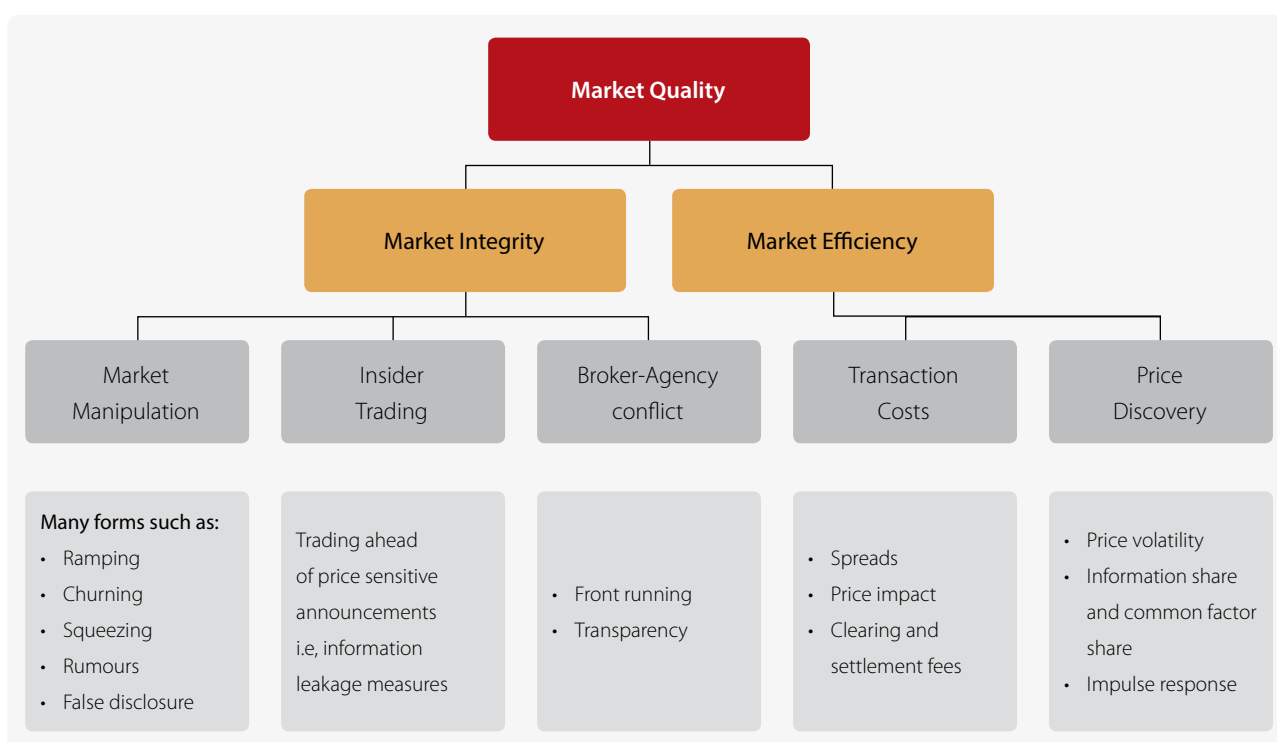 Market Quality
Market Integrity
Market Efficiency
Market
Manipulation
Insider
Trading
Broker-Agency
conflict
Transaction
Costs
Price
Discovery
Many forms such as:
• Ramping
• Churning
• Squeezing
• Rumours
• False disclosure
Trading ahead
of price sensitive
announcements
i.e, information
leakage measures
• Front running
• Transparency
• Spreads
• Price impact
• Clearing and
settlement fees
• Price volatility
• Information share
and common factor
share
• Impulse response